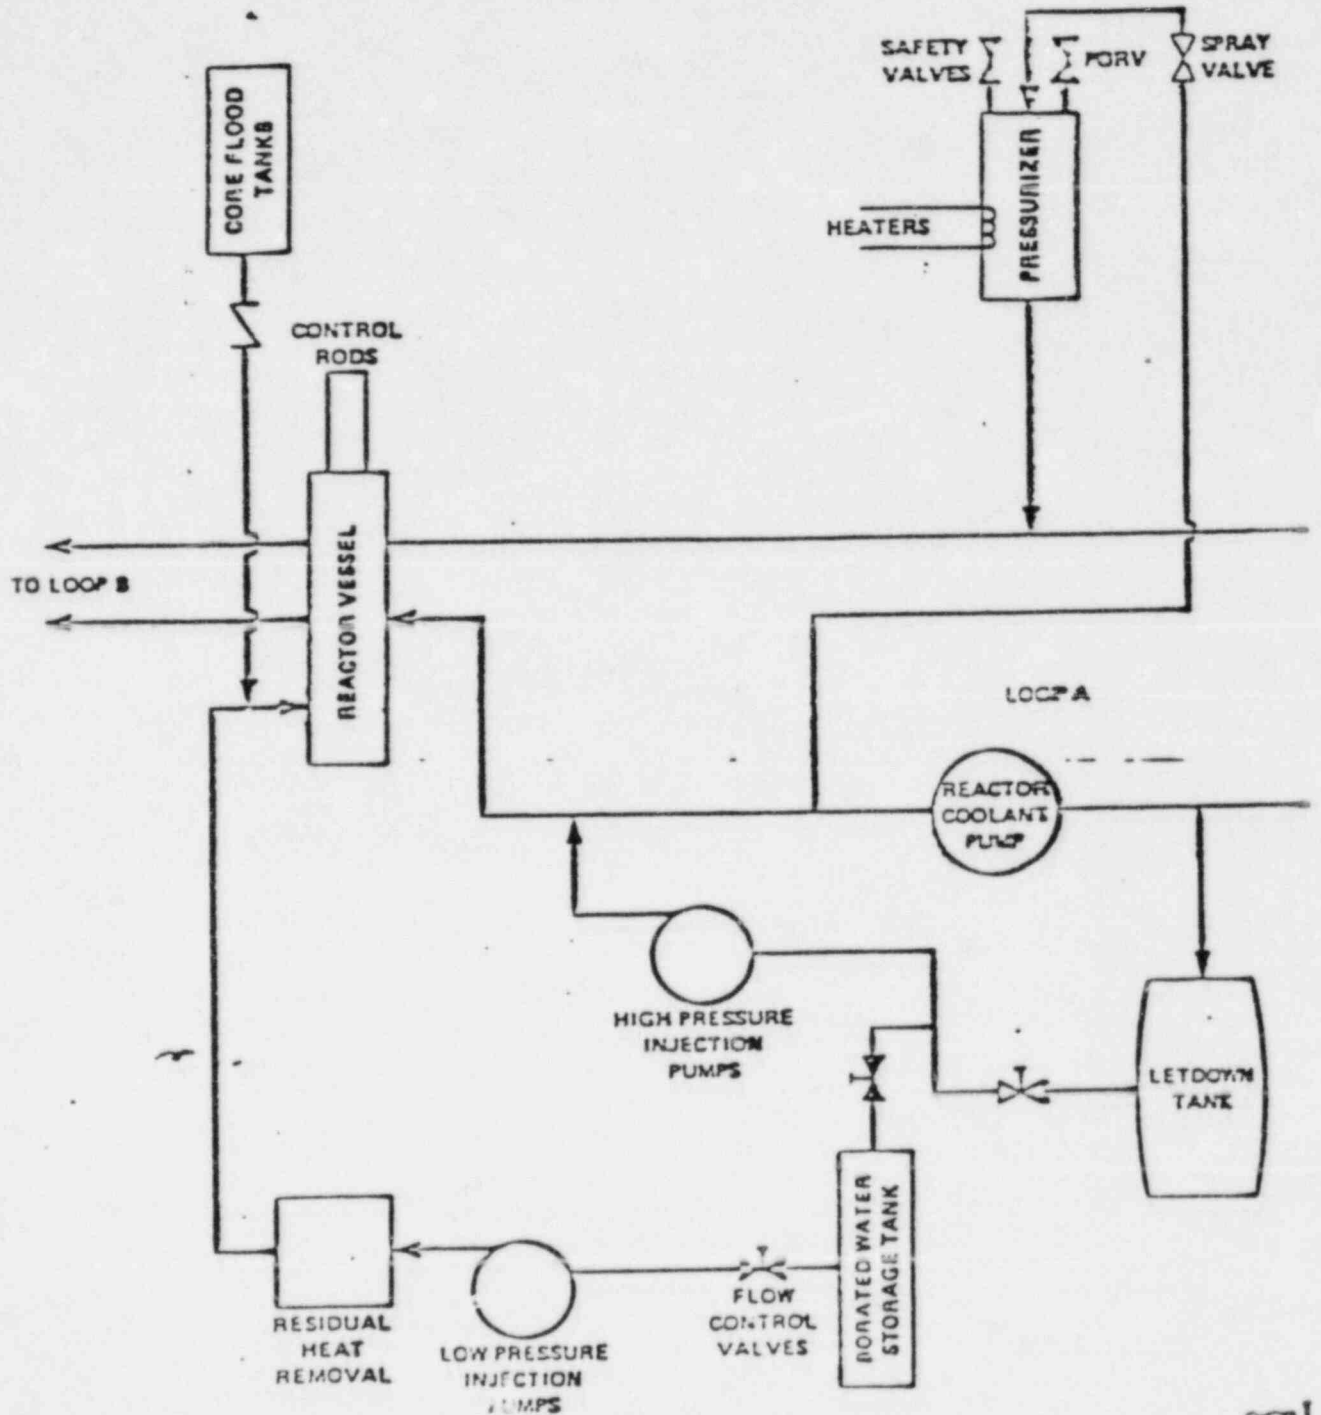 SAFETY
VALVES
PORV
SPRAY
VALVE
CORE FLOOD
TANKS
PRESSURIZER
HEATERS
CONTROL
RODS
REACTOR VESSEL
TO LOOP B
LOOP A
REACTOR
COOLANT
PUMP
HIGH PRESSURE
INJECTION
PUMPS
LETDOWN
TANK
BORATED WATER
STORAGE TANK
FLOW
CONTROL
VALVES
RESIDUAL
HEAT
REMOVAL
LOW PRESSURE
INJECTION
PUMPS